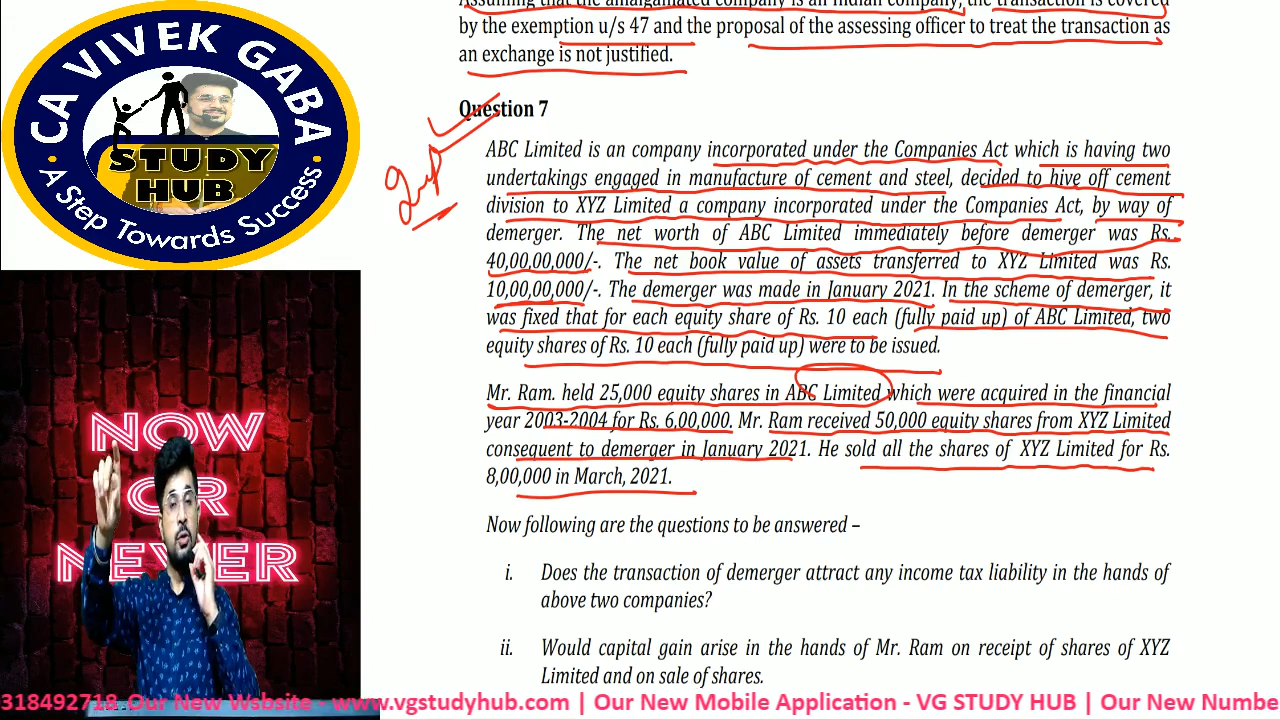 Assuming that the amalgamated company is an Indian company, the transaction is covered
by the exemption u/s 47 and the proposal of the assessing officer to treat the transaction as
an exchange is not justified.
CA VIVEK GABA
STUDY
HUB
A Step Towards Success
Question 7
Imp
ABC Limited is an company incorporated under the Companies Act which is having two
undertakings engaged in manufacture of cement and steel, decided to hive off cement
division to XYZ Limited a company incorporated under the Companies Act, by way of
demerger. The net worth of ABC Limited immediately before demerger was Rs.
40,00,00,000/-. The net book value of assets transferred to XYZ Limited was Rs.
10,00,00,000/-. The demerger was made in January 2021. In the scheme of demerger, it
was fixed that for each equity share of Rs. 10 each (fully paid up) of ABC Limited, two
equity shares of Rs. 10 each (fully paid up) were to be issued.
Mr. Ram. held 25,000 equity shares in ABC Limited which were acquired in the financial
year 2003-2004 for Rs. 6,00,000. Mr. Ram received 50,000 equity shares from XYZ Limited
consequent to demerger in January 2021. He sold all the shares of XYZ Limited for Rs.
8,00,000 in March, 2021.
NOW
OR
NEVER
Now following are the questions to be answered –
i. Does the transaction of demerger attract any income tax liability in the hands of
above two companies?
ii. Would capital gain arise in the hands of Mr. Ram on receipt of shares of XYZ
Limited and on sale of shares.
318492718 Our New Website - www.vgstudyhub.com | Our New Mobile Application - VG STUDY HUB | Our New Numbe